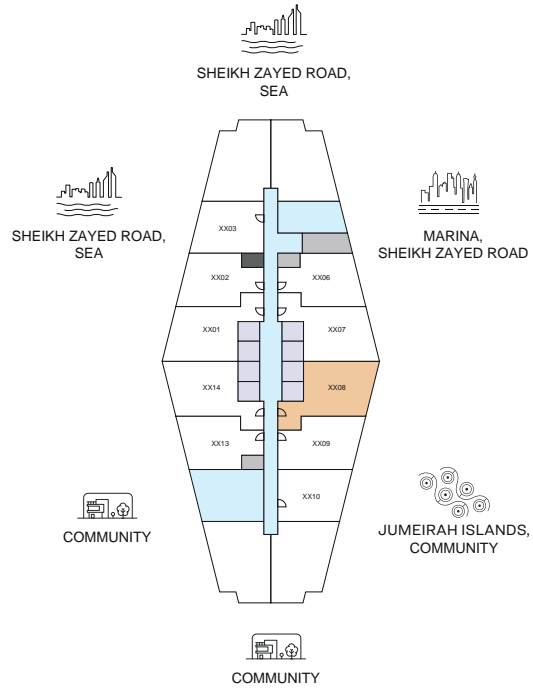 SHEIKH ZAYED ROAD,
SEA
SHEIKH ZAYED ROAD,
SEA
MARINA,
SHEIKH ZAYED ROAD
XX03
XX02
XX06
XX01
XX07
XX14
XX08
XX13
XX09
XX10
COMMUNITY
JUMEIRAH ISLANDS,
COMMUNITY
COMMUNITY